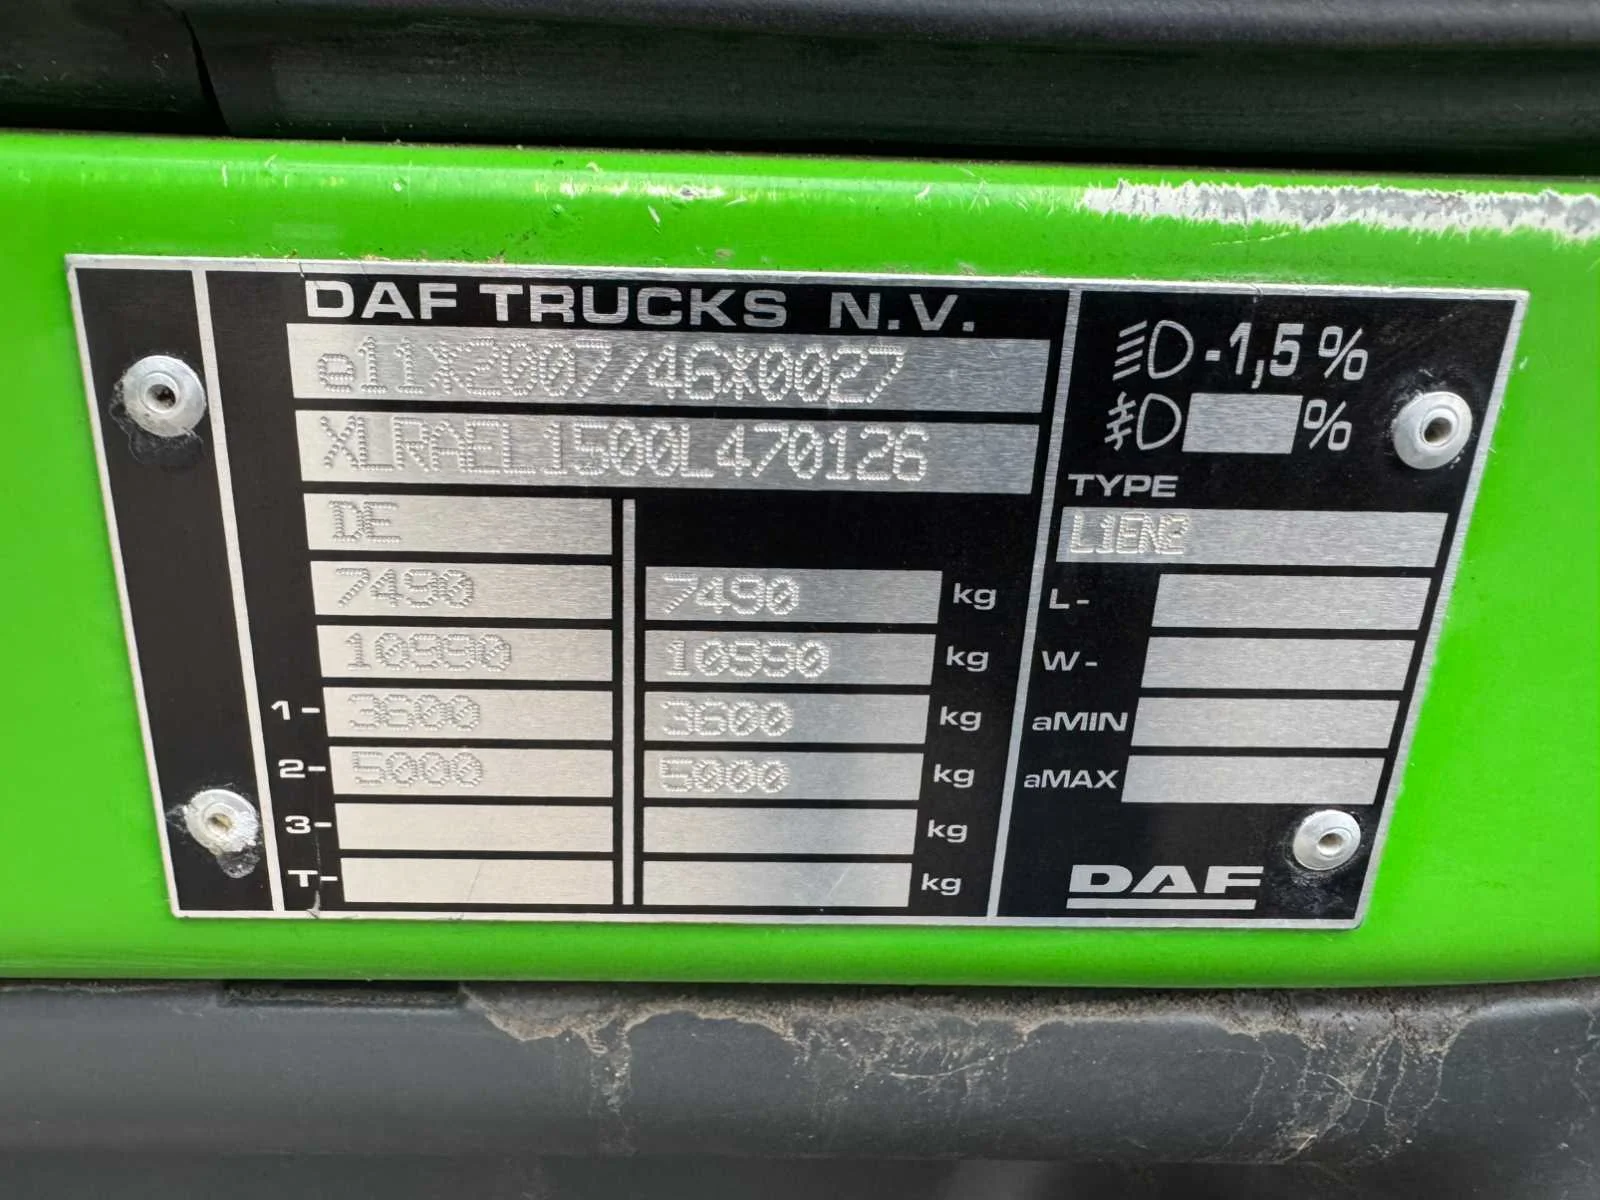 DAF TRUCKS N.V.
e11*2007/46*0027
XLRAEL1500L470126
DE
7490 7490 kg
10990 10990 kg
1- 3600 3600 kg
2- 5000 5000 kg
3- kg
T- kg
-1,5%
%
TYPE
L1EN2
L-
W-
aMIN
aMAX
DAF